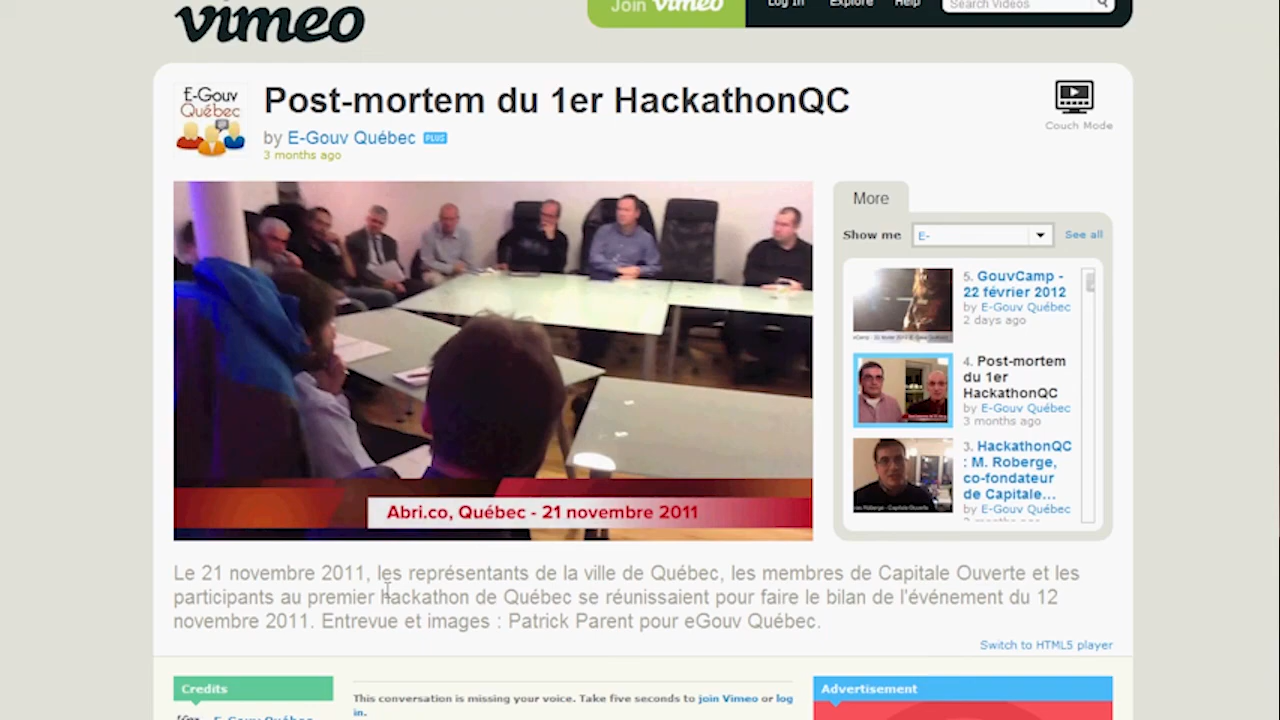 vimeo
Join vimeo
Log In Explore Help
Search Videos
E-Gouv
Québec
Post-mortem du 1er HackathonQC
by E-Gouv Québec PLUS
3 months ago
Couch Mode
More
Show me E- See all
5. GouvCamp -
22 février 2012
by E-Gouv Québec
2 days ago
4. Post-mortem
du 1er
HackathonQC
by E-Gouv Québec
3 months ago
3. HackathonQC
: M. Roberge,
co-fondateur
de Capitale...
by E-Gouv Québec
Abri.co, Québec - 21 novembre 2011
Le 21 novembre 2011, les représentants de la ville de Québec, les membres de Capitale Ouverte et les
participants au premier hackathon de Québec se réunissaient pour faire le bilan de l'événement du 12
novembre 2011. Entrevue et images : Patrick Parent pour eGouv Québec.
Switch to HTML5 player
Credits
This conversation is missing your voice. Take five seconds to join Vimeo or log
in.
Advertisement
E-Gouv Québec